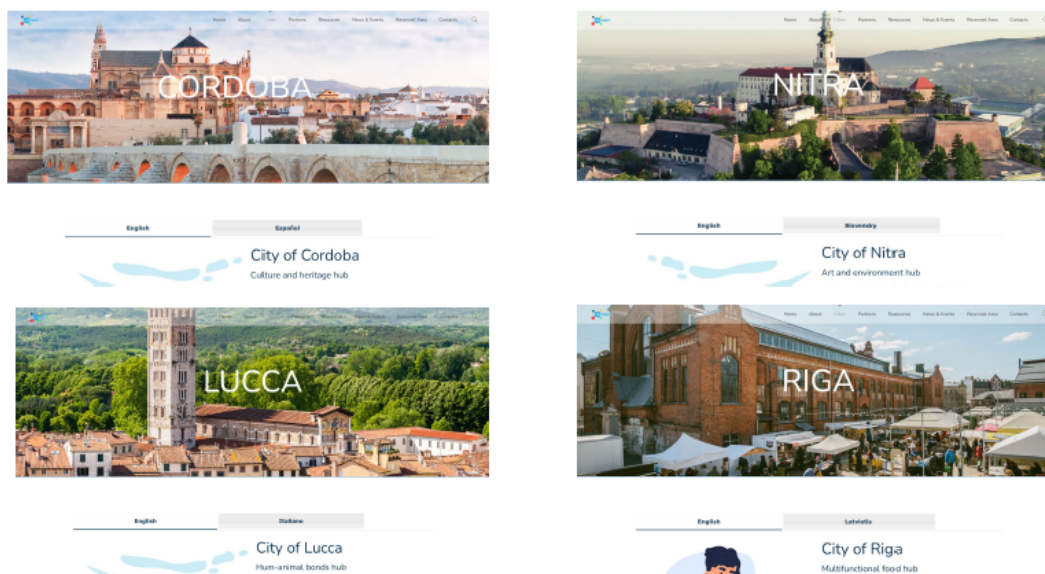 Home About Cities Partners Resources News & Events Reserved Area Contacts
CORDOBA
English Español
City of Cordoba
Culture and heritage hub
Home About Cities Partners Resources News & Events Reserved Area Contacts
NITRA
English Slovensky
City of Nitra
Art and environment hub
LUCCA
English Italiano
City of Lucca
Hum-animal bonds hub
Home About Cities Partners Resources News & Events Reserved Area Contacts
RIGA
English Latvietis
City of Riga
Multifunctional food hub